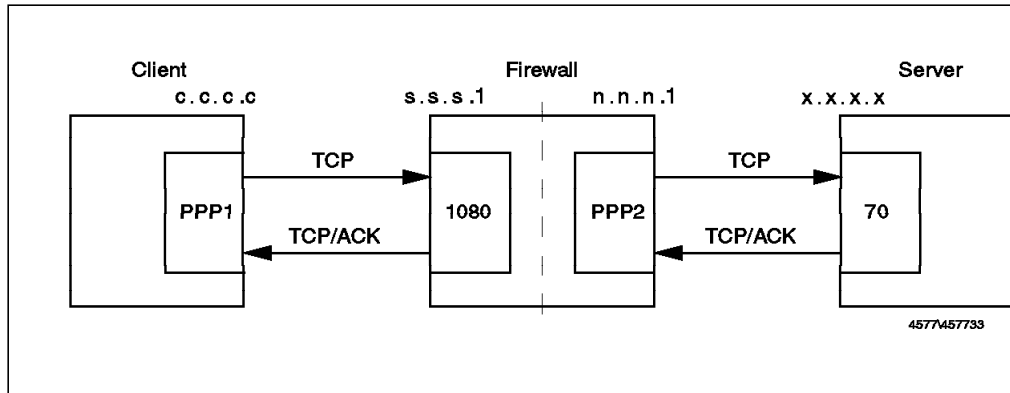 Client Firewall Server
c.c.c.c s.s.s.1 n.n.n.1 x.x.x.x
TCP TCP
PPP1 1080 PPP2 70
TCP/ACK TCP/ACK
4577\457733